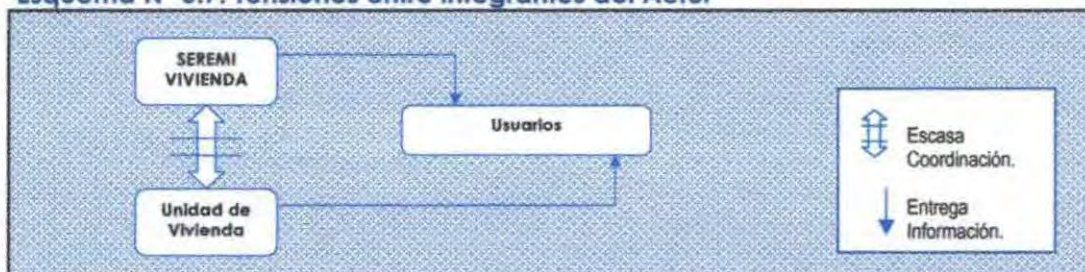 SEREMI
VIVIENDA
Usuarios
Unidad de
Vivienda
Escasa
Coordinación.
Entrega
Información.